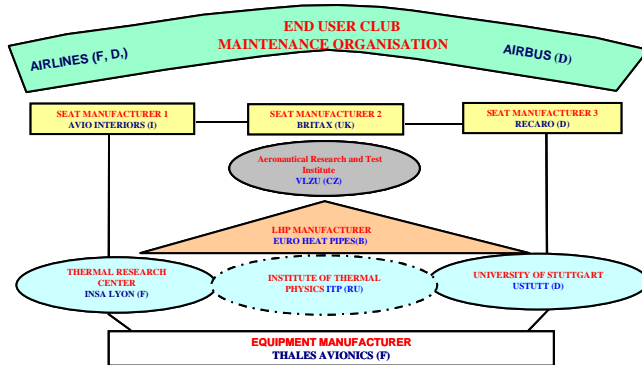 END USER CLUB
MAINTENANCE ORGANISATION
AIRLINES (F, D,)
AIRBUS (D)
SEAT MANUFACTURER 1
AVIO INTERIORS (I)
SEAT MANUFACTURER 2
BRITAX (UK)
SEAT MANUFACTURER 3
RECARO (D)
Aeronautical Research and Test
Institute
VLZU (CZ)
LHP MANUFACTURER
EURO HEAT PIPES(B)
THERMAL RESEARCH
CENTER
INSA LYON (F)
INSTITUTE OF THERMAL
PHYSICS ITP (RU)
UNIVERSITY OF STUTTGART
USTUTT (D)
EQUIPMENT MANUFACTURER
THALES AVIONICS (F)